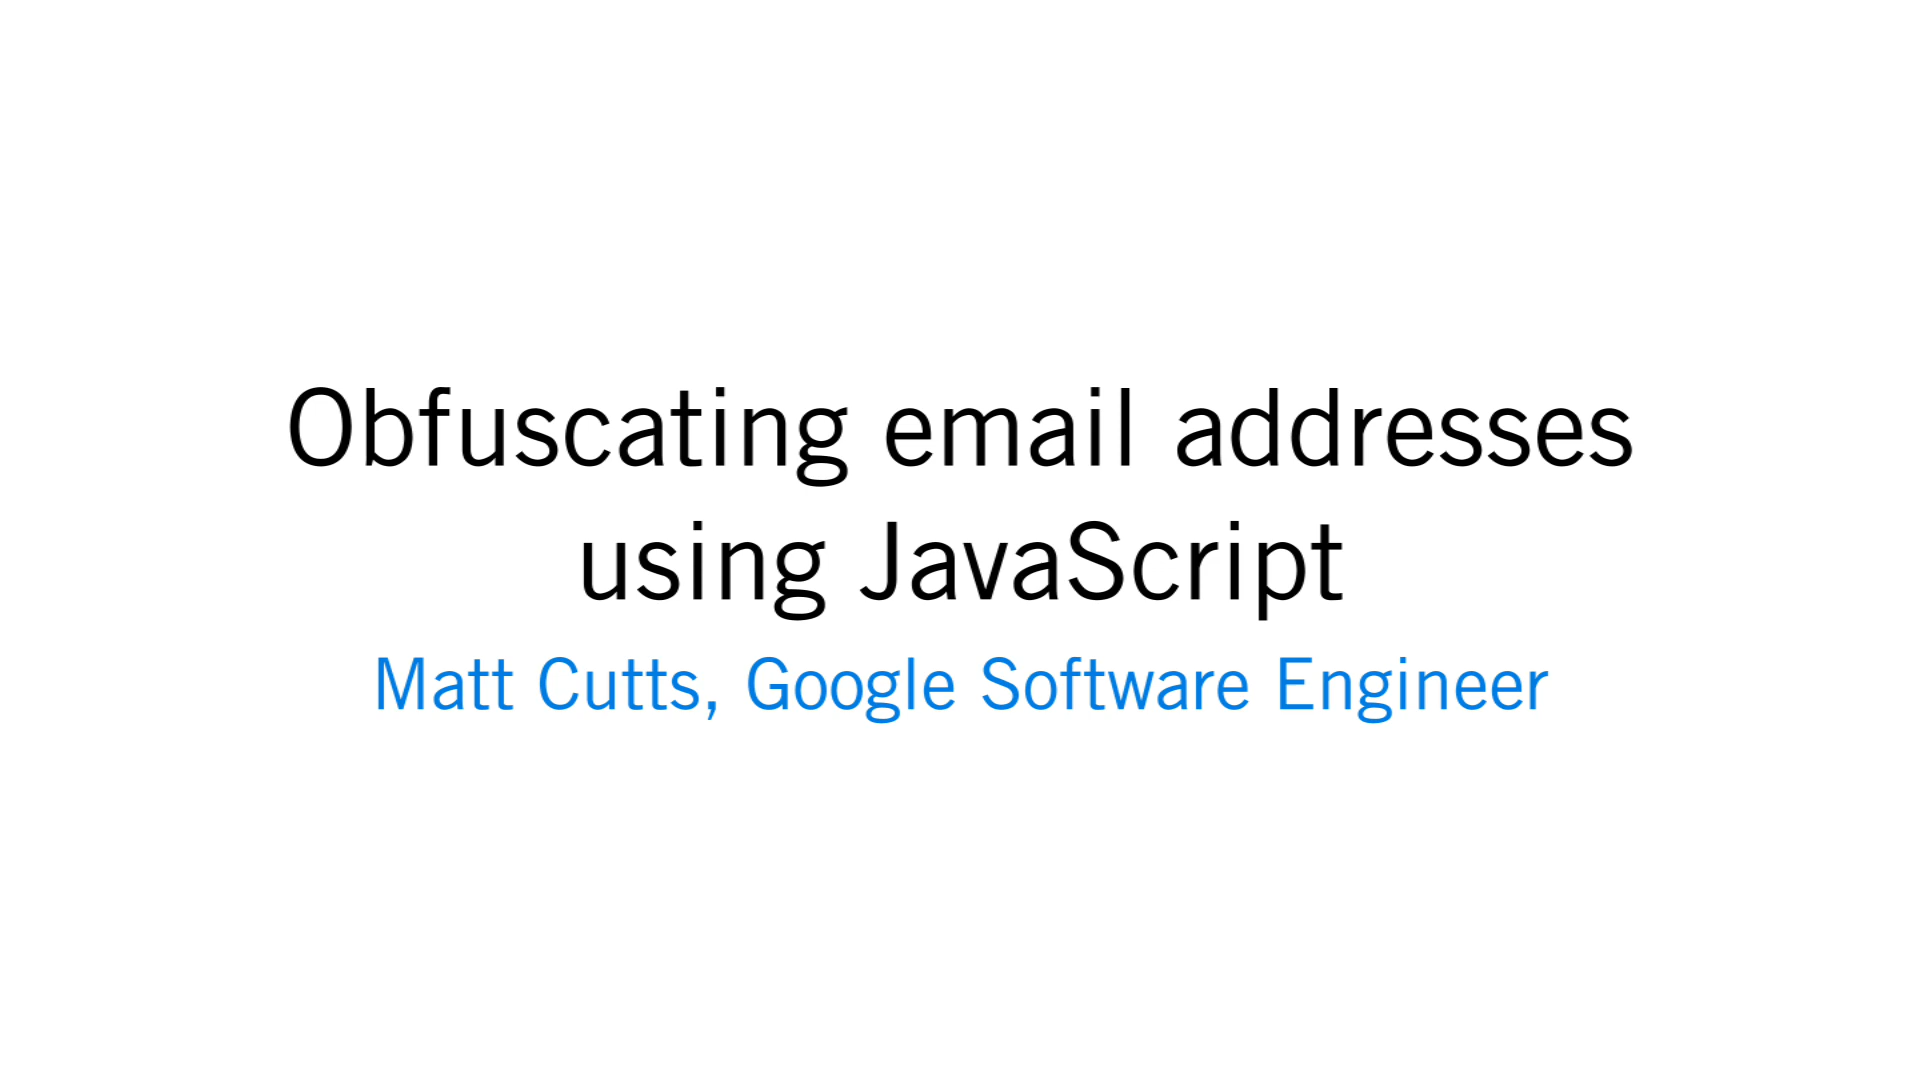 Obfuscating email addresses
using JavaScript
Matt Cutts, Google Software Engineer